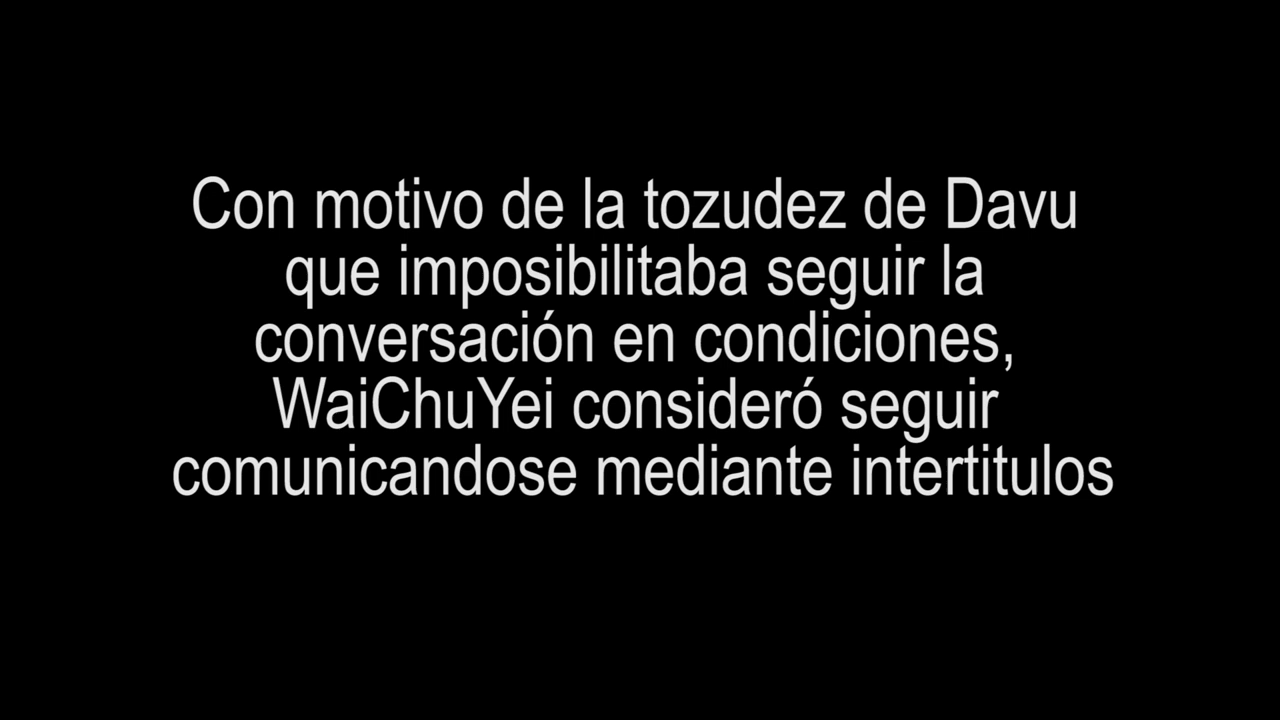 Con motivo de la tozudez de Davu
que imposibilitaba seguir la
conversación en condiciones,
WaiChuYei consideró seguir
comunicandose mediante intertitulos